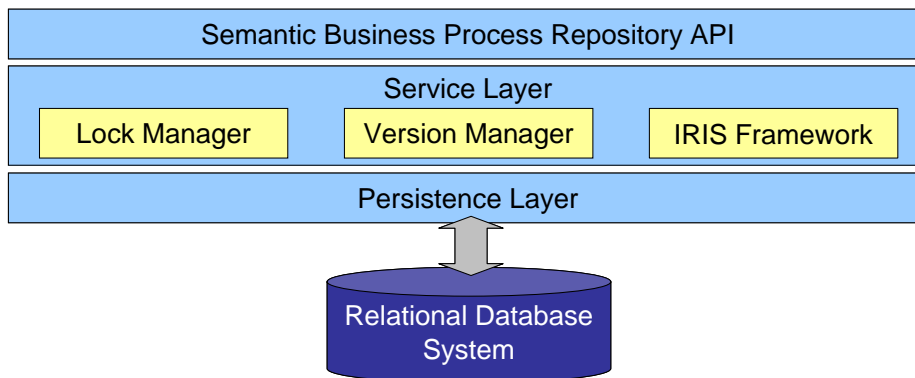 Semantic Business Process Repository API
Service Layer
Lock Manager
Version Manager
IRIS Framework
Persistence Layer
Relational Database
System